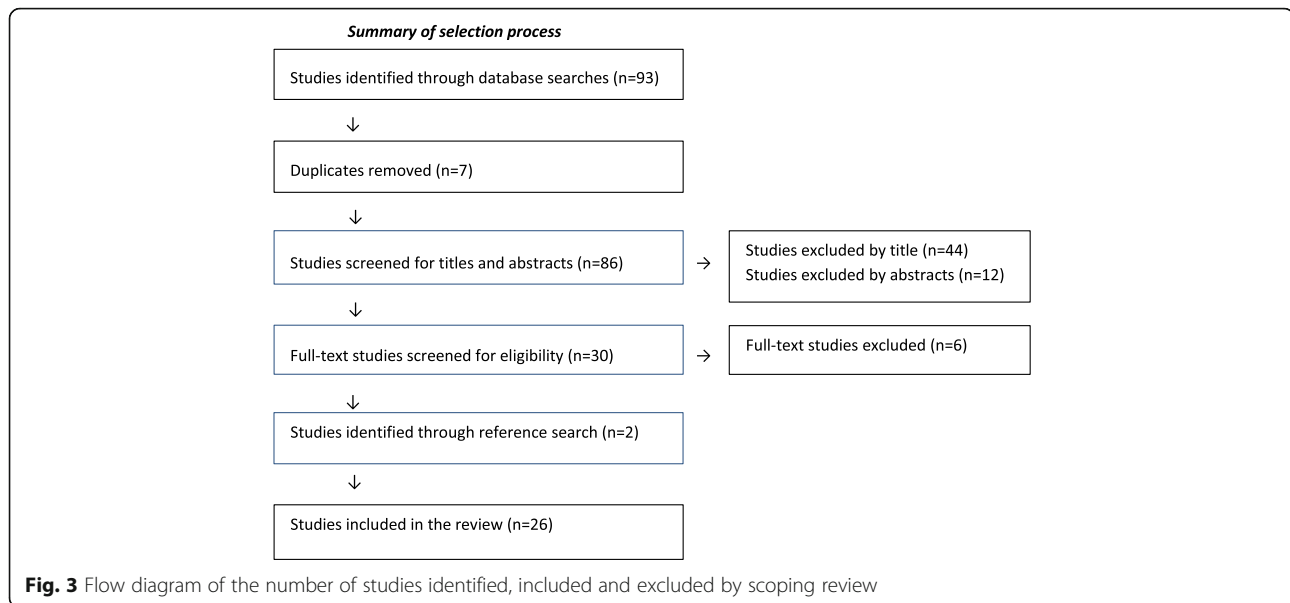 Summary of selection process
Studies identified through database searches (n=93)
↓
Duplicates removed (n=7)
↓
Studies screened for titles and abstracts (n=86)
→
Studies excluded by title (n=44)
Studies excluded by abstracts (n=12)
↓
Full-text studies screened for eligibility (n=30)
→
Full-text studies excluded (n=6)
↓
Studies identified through reference search (n=2)
↓
Studies included in the review (n=26)
Fig. 3 Flow diagram of the number of studies identified, included and excluded by scoping review